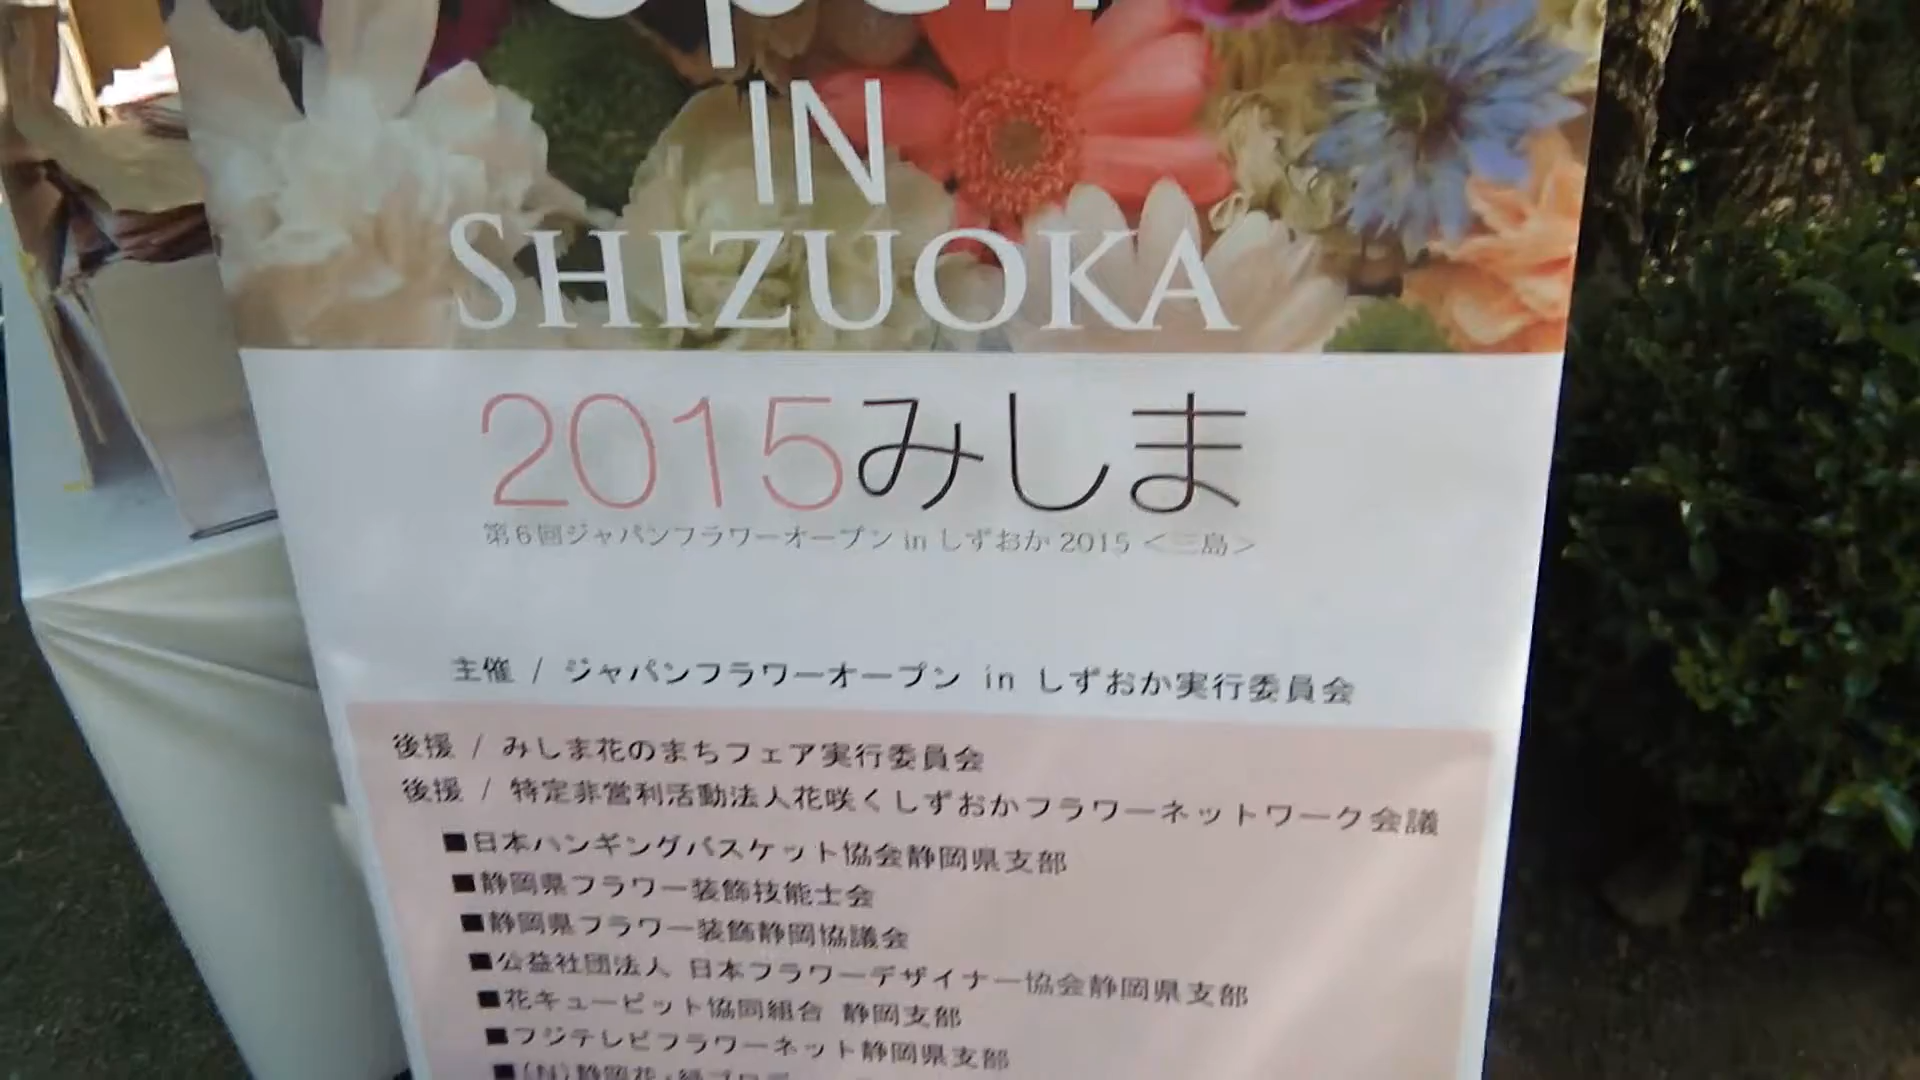 Open
IN
SHIZUOKA
2015みしま
第6回ジャパンフラワーオープン in しずおか 2015 <三島>
主催 / ジャパンフラワーオープン in しずおか実行委員会
後援 / みしま花のまちフェア実行委員会
後援 / 特定非営利活動法人花咲くしずおかフラワーネットワーク会議
■日本ハンギングバスケット協会静岡県支部
■静岡県フラワー装飾技能士会
■静岡県フラワー装飾静岡協議会
■公益社団法人 日本フラワーデザイナー協会静岡県支部
■花キューピット協同組合 静岡支部
■フジテレビフラワーネット静岡県支部